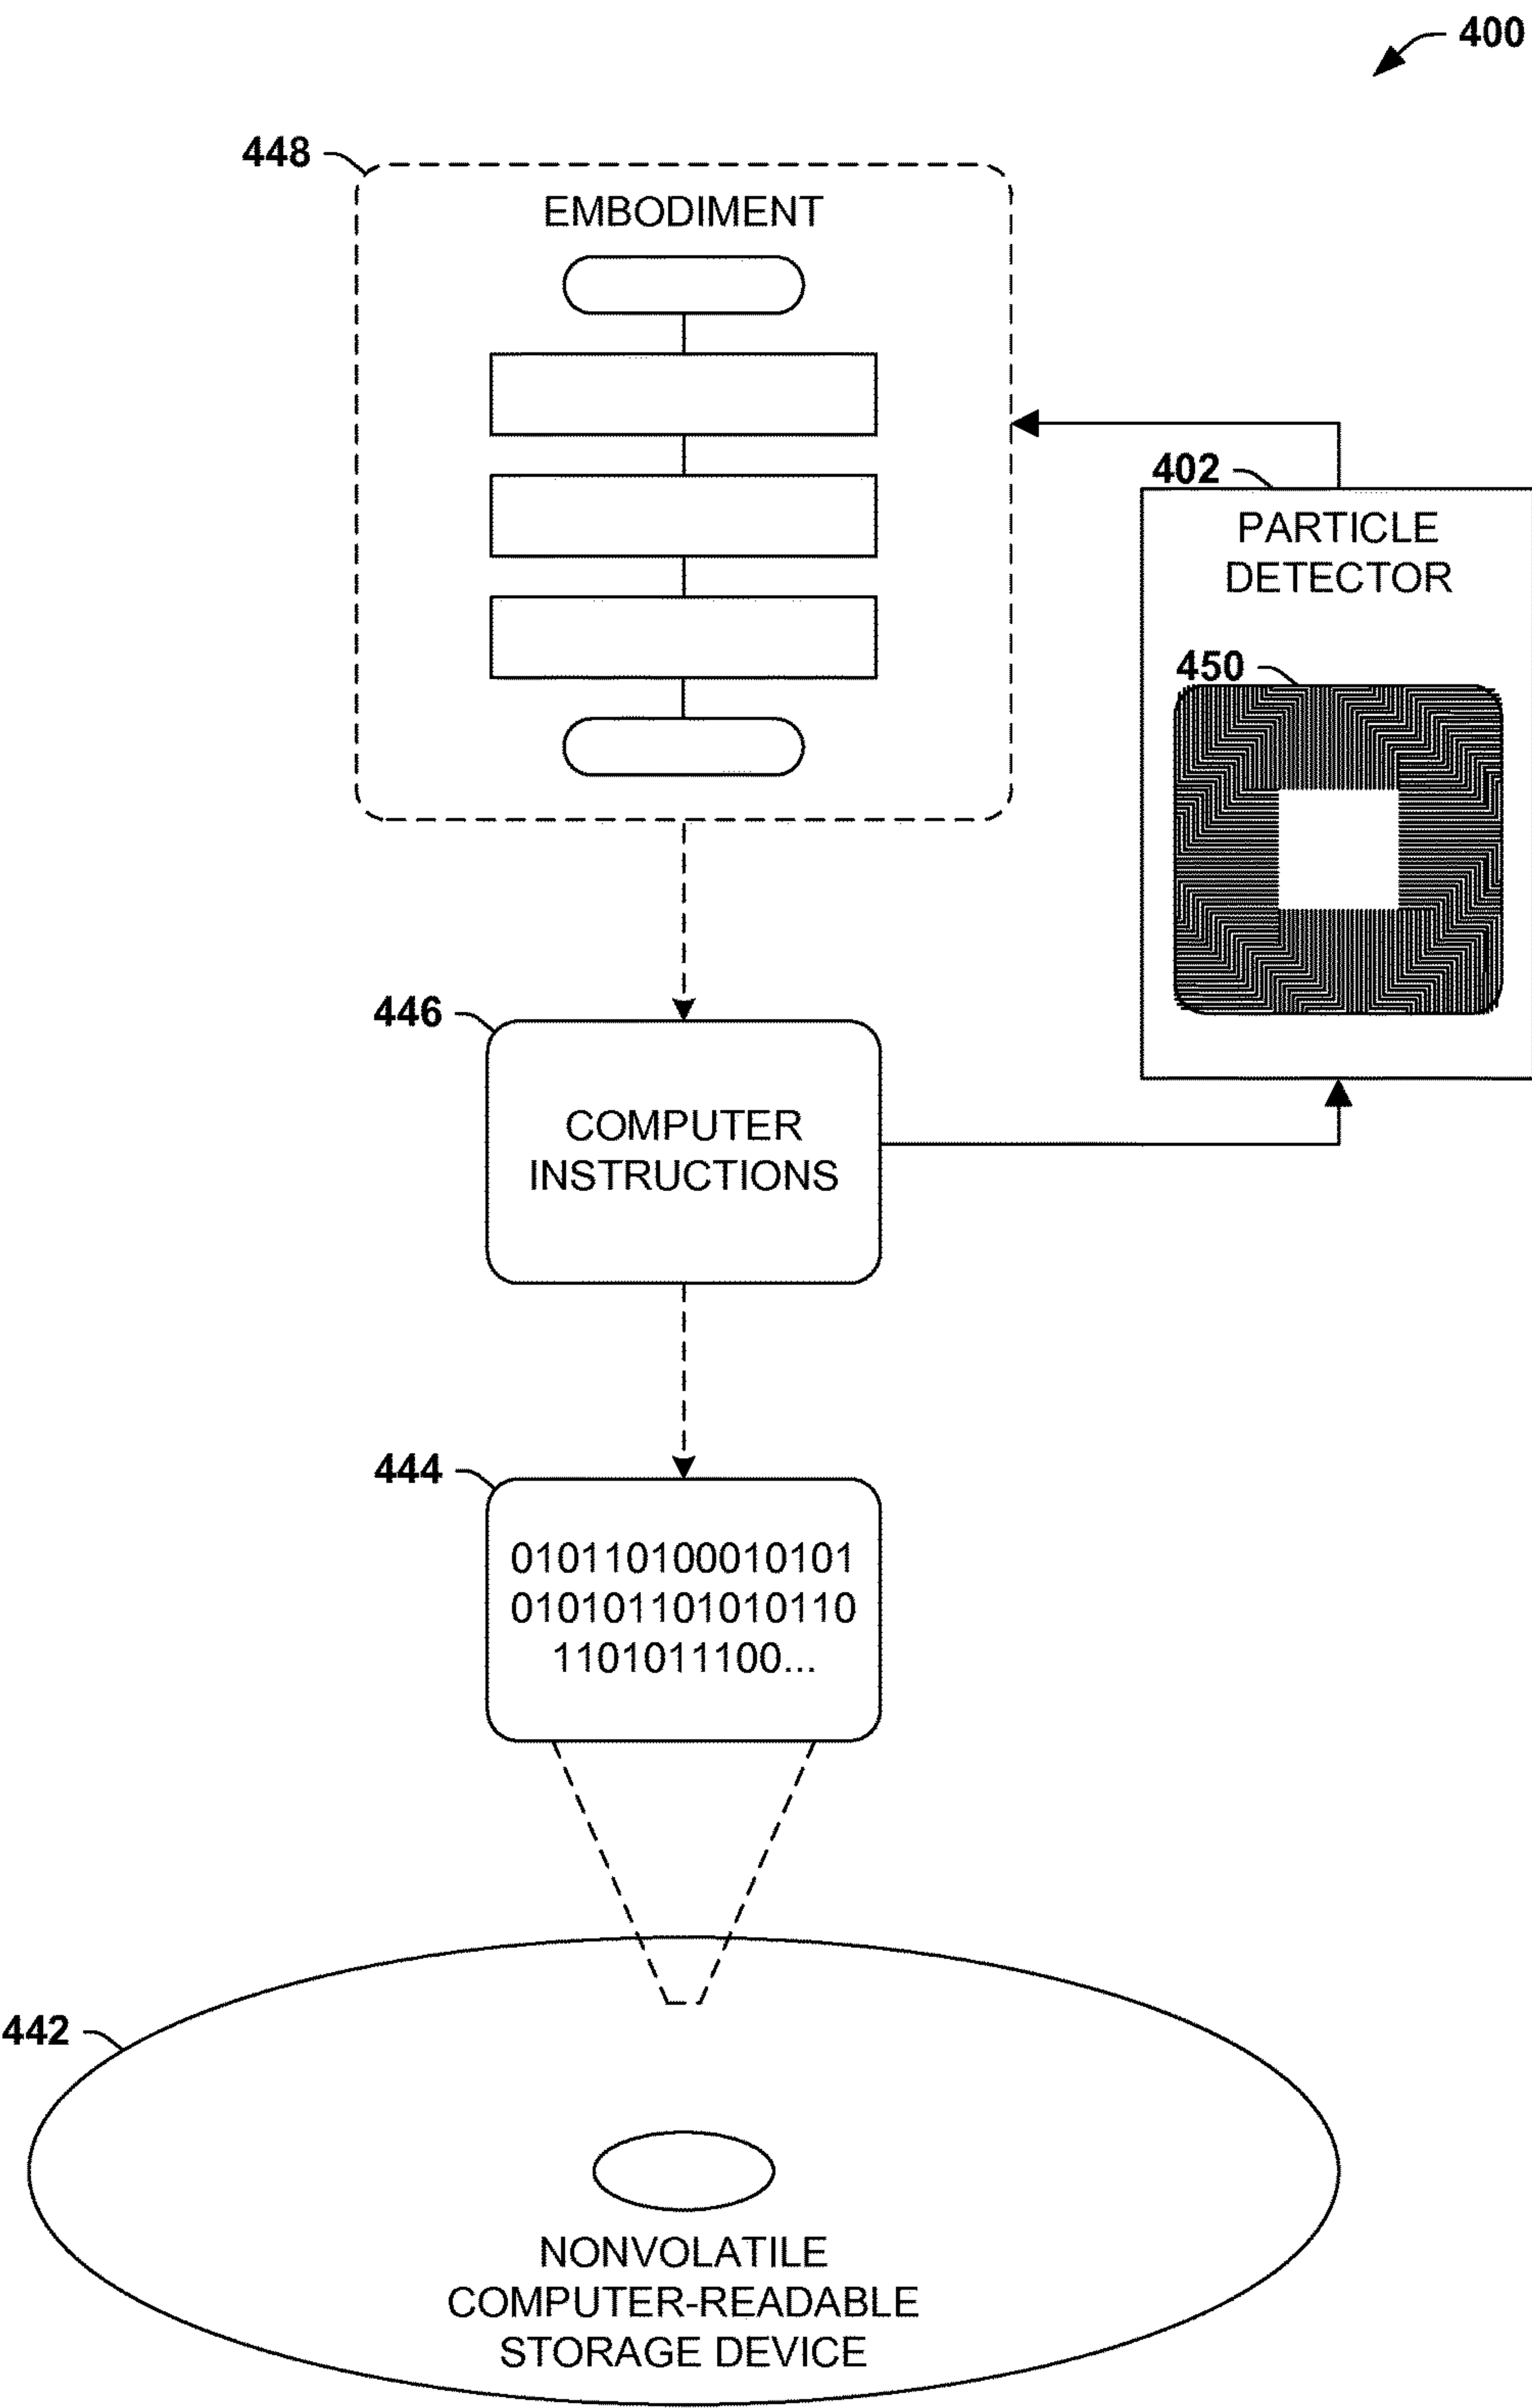 400
448
EMBODIMENT
402
PARTICLE
DETECTOR
450
446
COMPUTER
INSTRUCTIONS
444
010110100010101
010101101010110
1101011100...
442
NONVOLATILE
COMPUTER-READABLE
STORAGE DEVICE